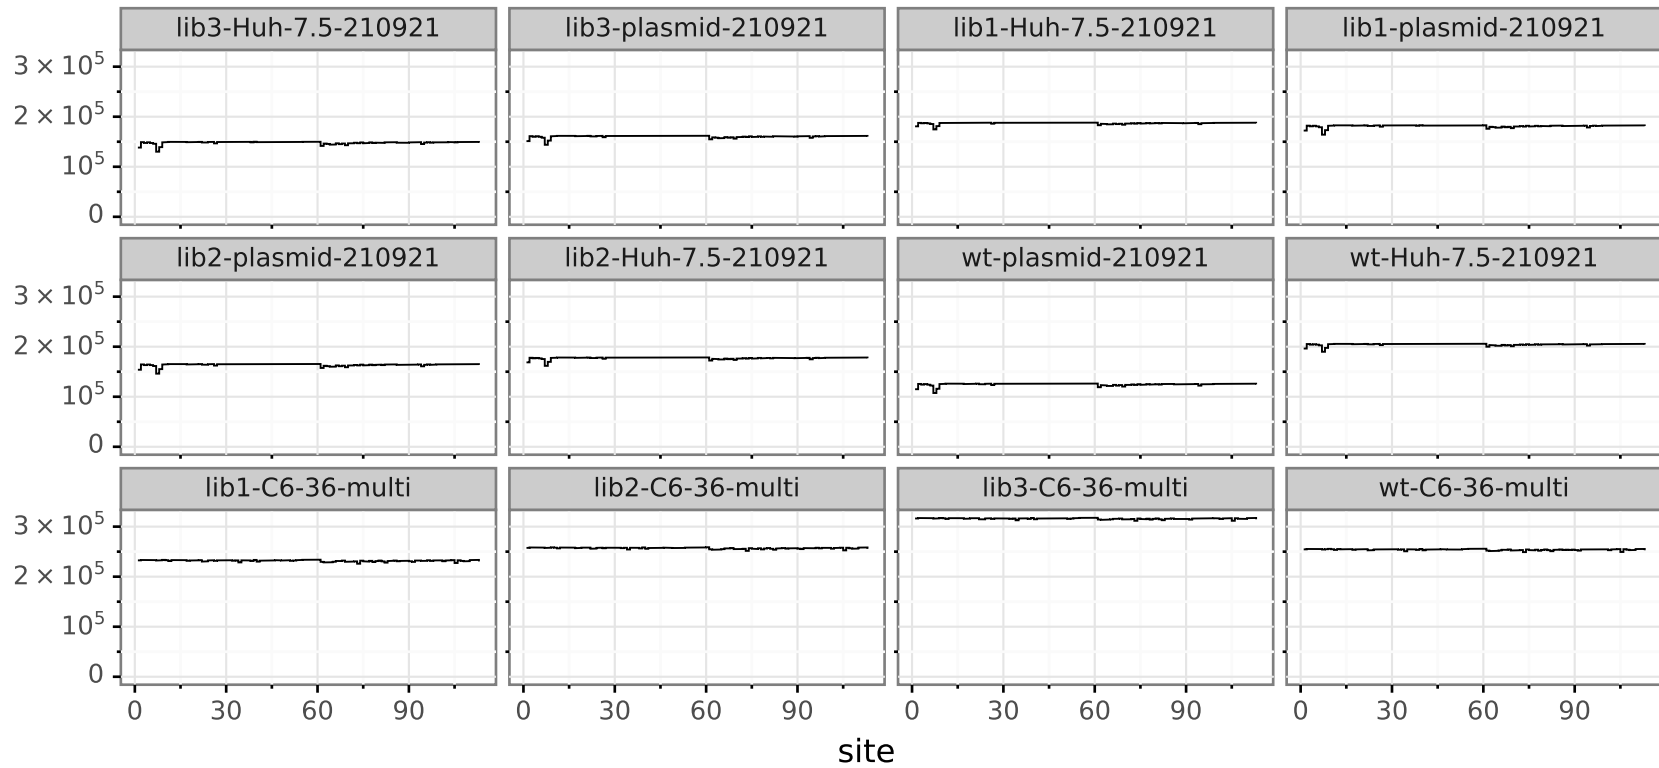 lib3-Huh-7.5-210921 lib3-plasmid-210921 lib1-Huh-7.5-210921 lib1-plasmid-210921
3 × 10⁵
2 × 10⁵
10⁵
0
lib2-plasmid-210921 lib2-Huh-7.5-210921 wt-plasmid-210921 wt-Huh-7.5-210921
3 × 10⁵
2 × 10⁵
10⁵
0
lib1-C6-36-multi lib2-C6-36-multi lib3-C6-36-multi wt-C6-36-multi
3 × 10⁵
2 × 10⁵
10⁵
0
0 30 60 90 0 30 60 90 0 30 60 90 0 30 60 90
site